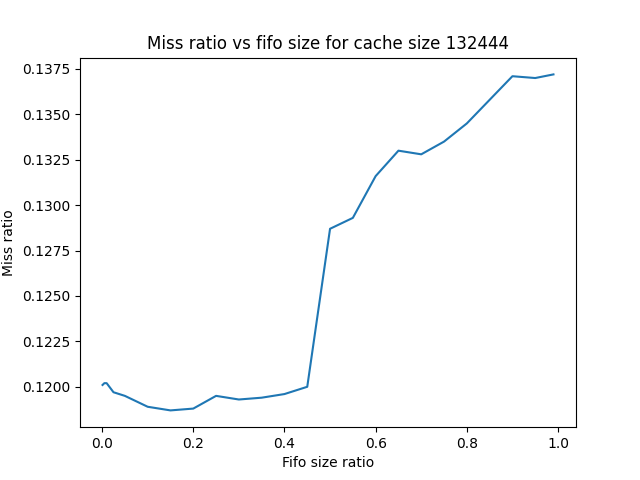 Miss ratio vs fifo size for cache size 132444
0.1375
0.1350
0.1325
0.1300
0.1275
0.1250
0.1225
0.1200
Miss ratio
0.0 0.2 0.4 0.6 0.8 1.0
Fifo size ratio